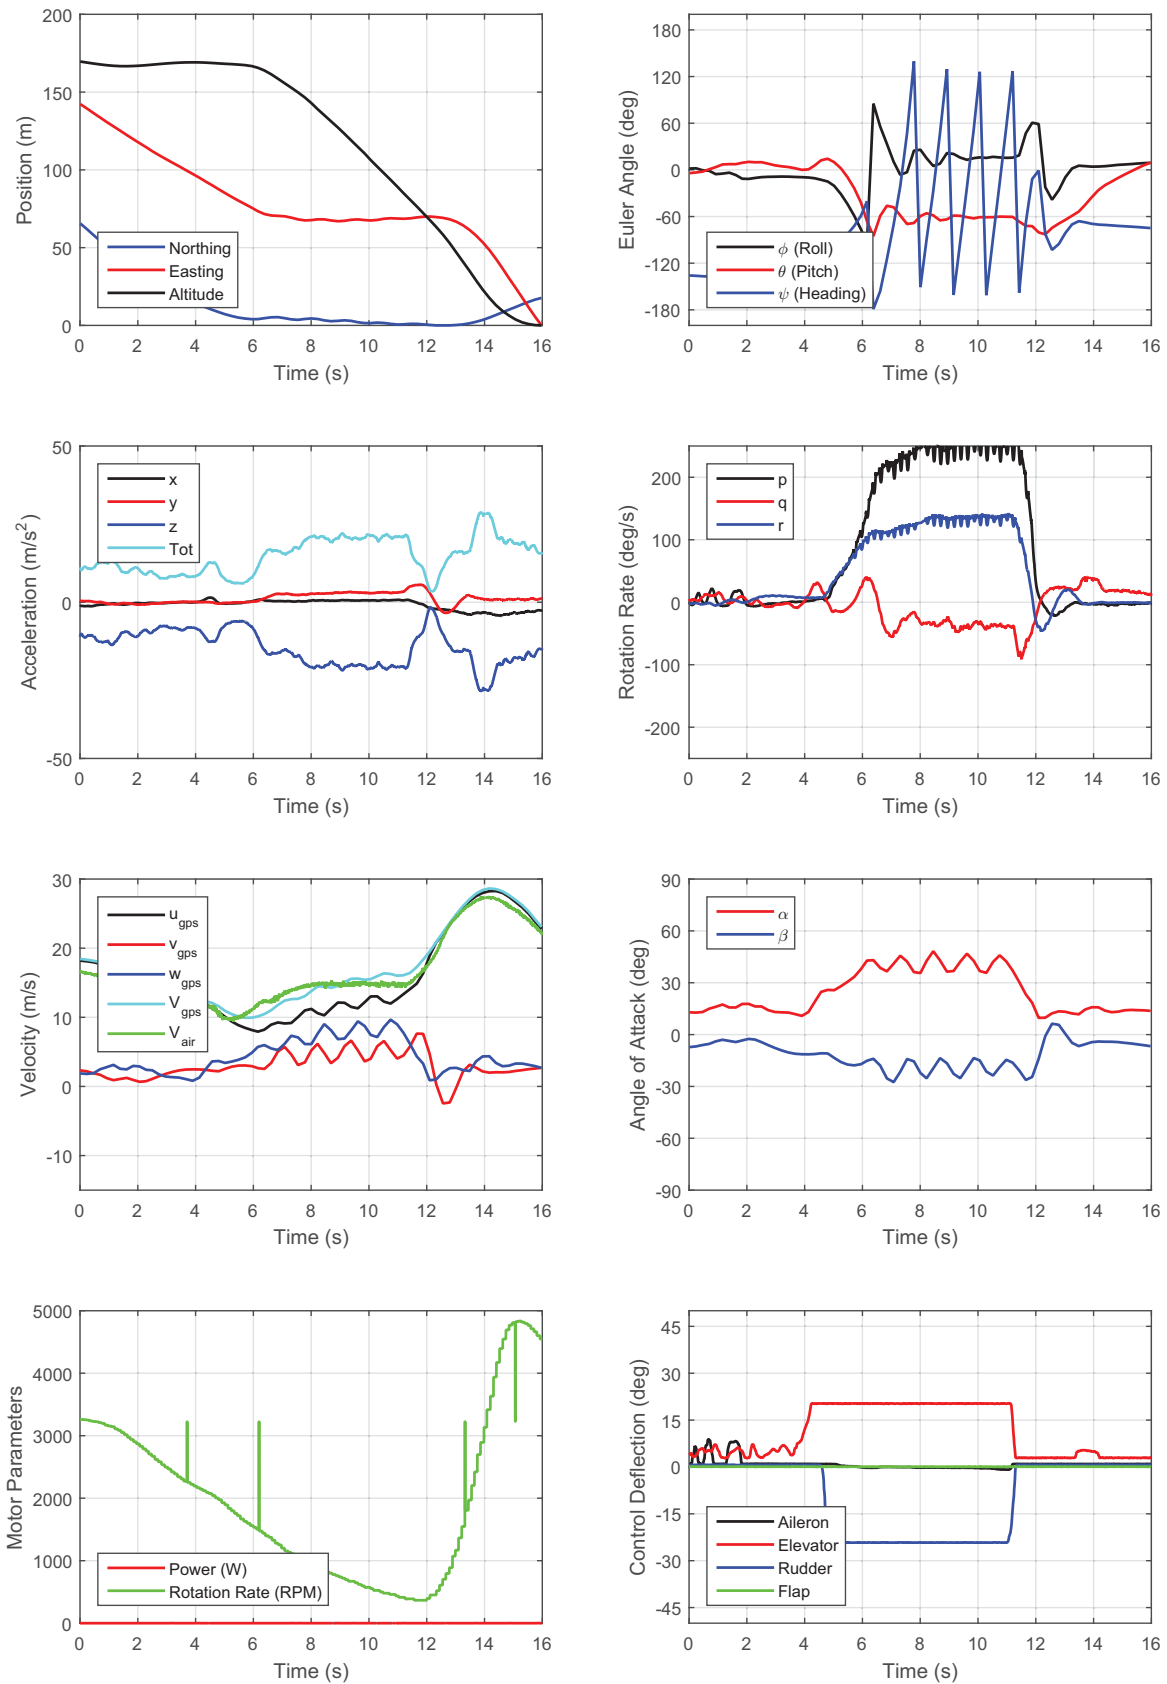 200
150
100
50
0
0 2 4 6 8 10 12 14 16
Position (m)
Time (s)
Northing
Easting
Altitude
180
120
60
0
-60
-120
-180
0 2 4 6 8 10 12 14 16
Euler Angle (deg)
Time (s)
ϕ (Roll)
θ (Pitch)
ψ (Heading)
50
0
-50
0 2 4 6 8 10 12 14 16
Acceleration (m/s²)
Time (s)
x
y
z
Tot
200
100
0
-100
-200
0 2 4 6 8 10 12 14 16
Rotation Rate (deg/s)
Time (s)
p
q
r
30
20
10
0
-10
0 2 4 6 8 10 12 14 16
Velocity (m/s)
Time (s)
u_gps
v_gps
w_gps
V_gps
V_air
90
60
30
0
-30
-60
-90
0 2 4 6 8 10 12 14 16
Angle of Attack (deg)
Time (s)
α
β
5000
4000
3000
2000
1000
0
0 2 4 6 8 10 12 14 16
Motor Parameters
Time (s)
Power (W)
Rotation Rate (RPM)
45
30
15
0
-15
-30
-45
0 2 4 6 8 10 12 14 16
Control Deflection (deg)
Time (s)
Aileron
Elevator
Rudder
Flap